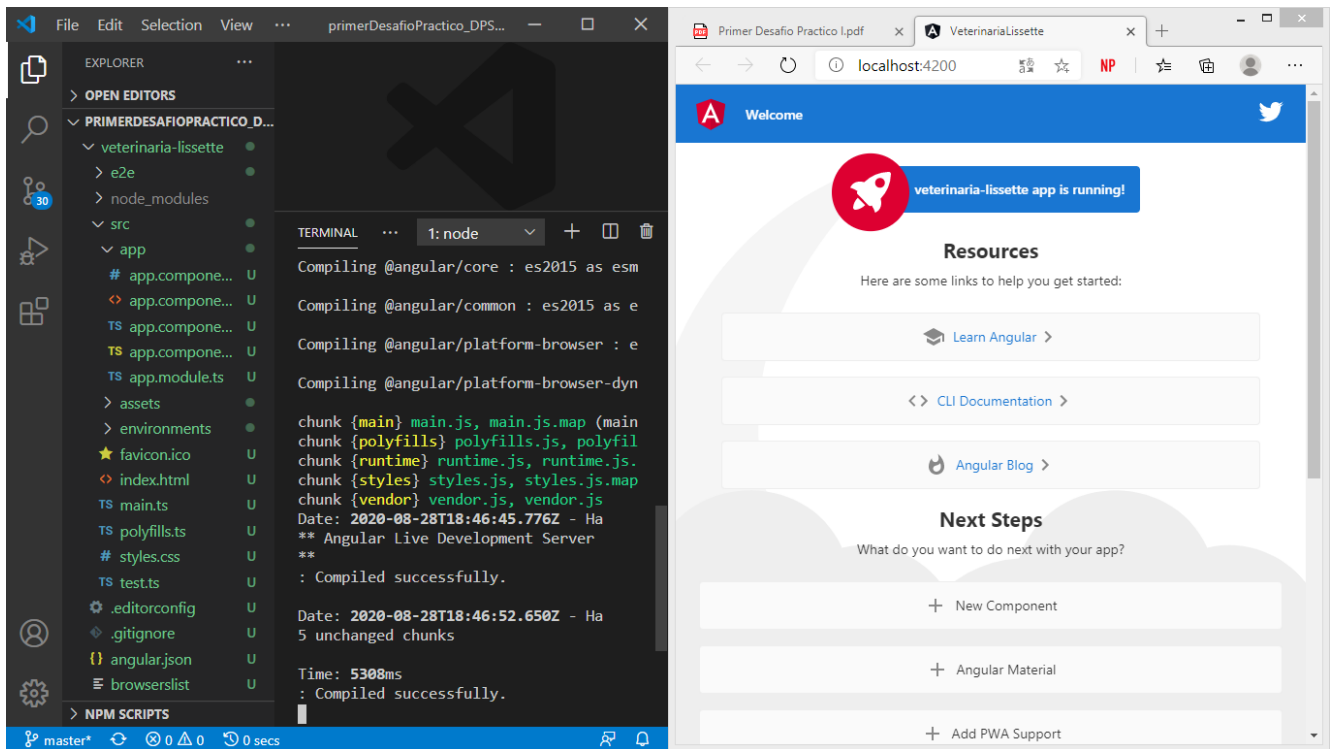 File Edit Selection View ··· primerDesafioPractico_DPS...
EXPLORER ···
OPEN EDITORS
PRIMERDESAFIOPRACTICO_D...
veterinaria-lissette
e2e
node_modules
src
app
# app.compone... U
<> app.compone... U
TS app.compone... U
TS app.compone... U
TS app.module.ts U
assets
environments
favicon.ico U
<> index.html U
TS main.ts U
TS polyfills.ts U
# styles.css U
TS test.ts U
.editorconfig U
.gitignore U
{} angular.json U
browserslist U
NPM SCRIPTS
30
master* 0 0 0 secs
TERMINAL ··· 1: node
Compiling @angular/core : es2015 as esm
Compiling @angular/common : es2015 as e
Compiling @angular/platform-browser : e
Compiling @angular/platform-browser-dyn
chunk {main} main.js, main.js.map (main
chunk {polyfills} polyfills.js, polyfil
chunk {runtime} runtime.js, runtime.js.
chunk {styles} styles.js, styles.js.map
chunk {vendor} vendor.js, vendor.js
Date: 2020-08-28T18:46:45.776Z - Ha
** Angular Live Development Server
**
: Compiled successfully.
Date: 2020-08-28T18:46:52.650Z - Ha
5 unchanged chunks
Time: 5308ms
: Compiled successfully.
PDF Primer Desafio Practico I.pdf VeterinariaLissette
localhost:4200 NP ···
A Welcome
veterinaria-lissette app is running!
Resources
Here are some links to help you get started:
Learn Angular
<> CLI Documentation
Angular Blog
Next Steps
What do you want to do next with your app?
+ New Component
+ Angular Material
+ Add PWA Support